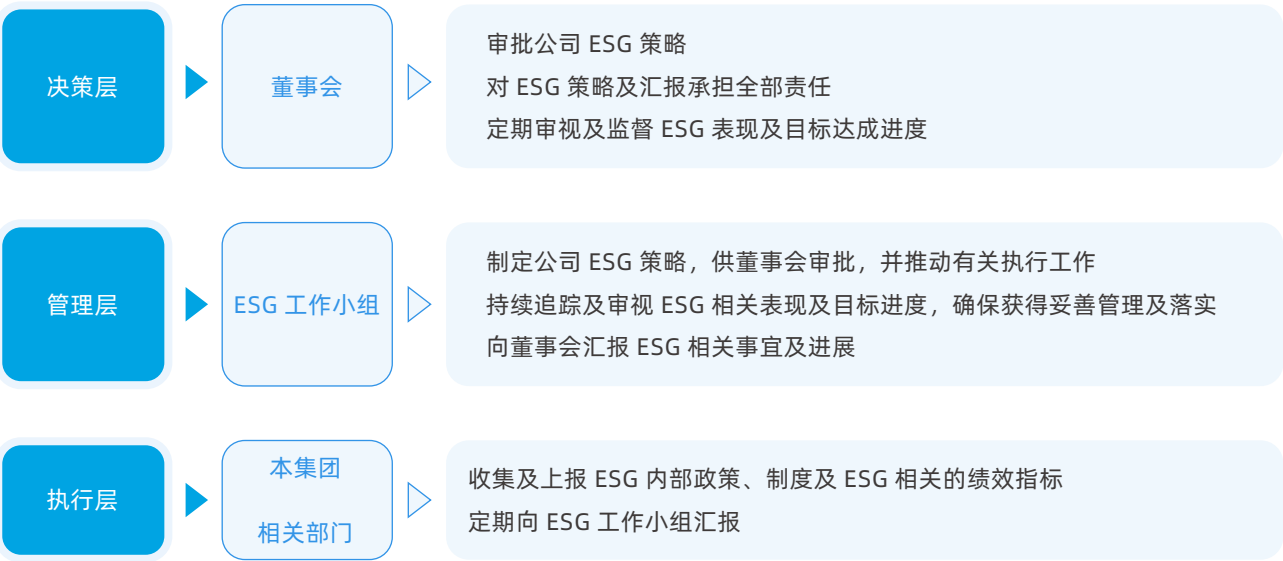 决策层
董事会
审批公司 ESG 策略
对 ESG 策略及汇报承担全部责任
定期审视及监督 ESG 表现及目标达成进度
管理层
ESG 工作小组
制定公司 ESG 策略，供董事会审批，并推动有关执行工作
持续追踪及审视 ESG 相关表现及目标进度，确保获得妥善管理及落实
向董事会汇报 ESG 相关事宜及进展
执行层
本集团
相关部门
收集及上报 ESG 内部政策、制度及 ESG 相关的绩效指标
定期向 ESG 工作小组汇报